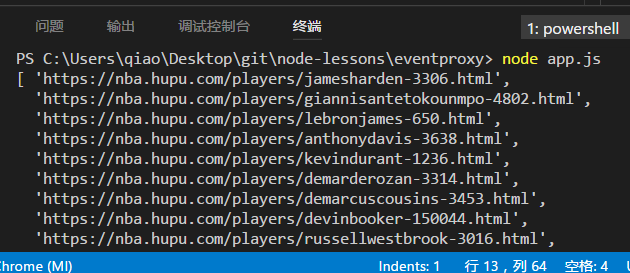 问题 输出 调试控制台 终端 1: powershell
PS C:\Users\qiao\Desktop\git\node-lessons\eventproxy> node app.js
[ 'https://nba.hupu.com/players/jamesharden-3306.html',
'https://nba.hupu.com/players/giannisantetokounmpo-4802.html',
'https://nba.hupu.com/players/lebronjames-650.html',
'https://nba.hupu.com/players/anthonydavis-3638.html',
'https://nba.hupu.com/players/kevindurant-1236.html',
'https://nba.hupu.com/players/demarderozan-3314.html',
'https://nba.hupu.com/players/demarcuscousins-3453.html',
'https://nba.hupu.com/players/devinbooker-150044.html',
'https://nba.hupu.com/players/russellwestbrook-3016.html',
Chrome (MI) Indents: 1 行 13，列 64 空格: 4